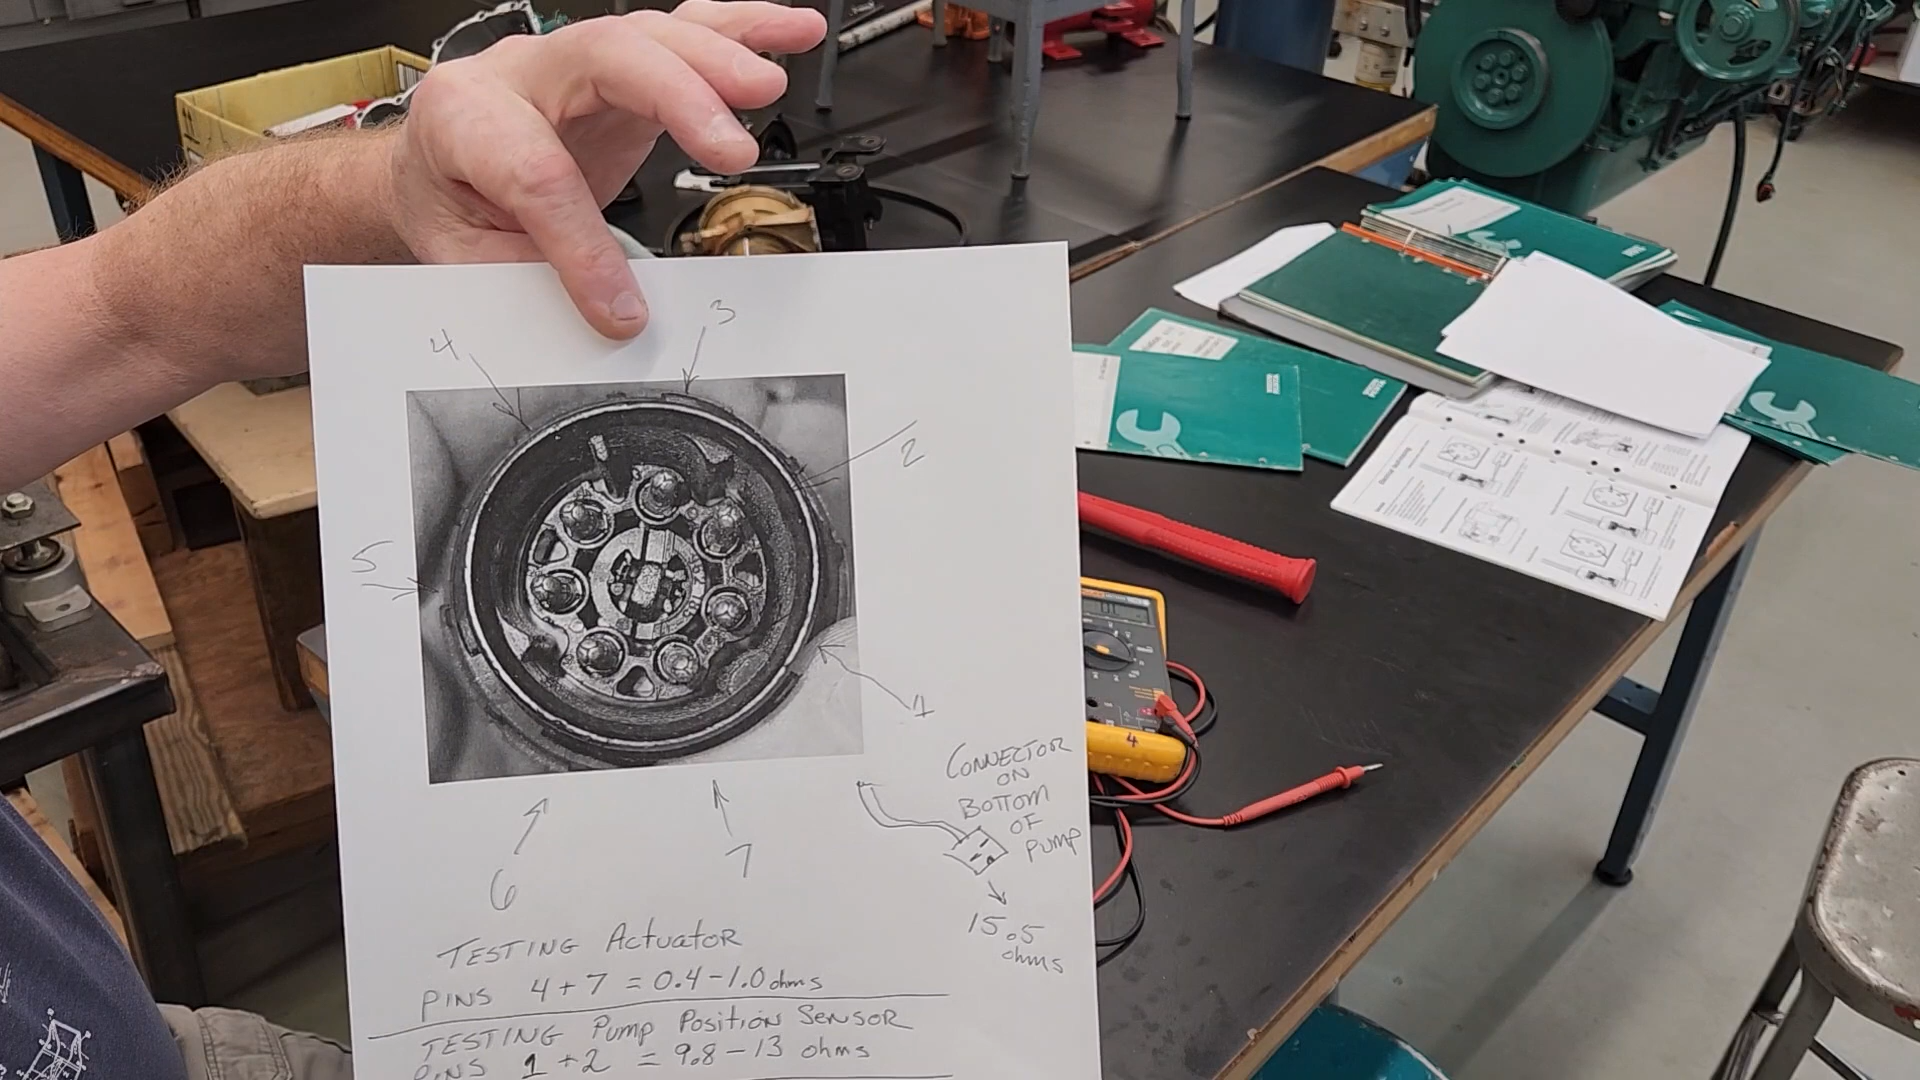 3
4
2
5
1
CONNECTOR
ON
BOTTOM
OF
PUMP
6
7
15.5
ohms
TESTING Actuator
PINS 4 + 7 = 0.4 - 1.0 ohms
TESTING Pump Position Sensor
PINS 1 + 2 = 9.8 - 13 ohms
4